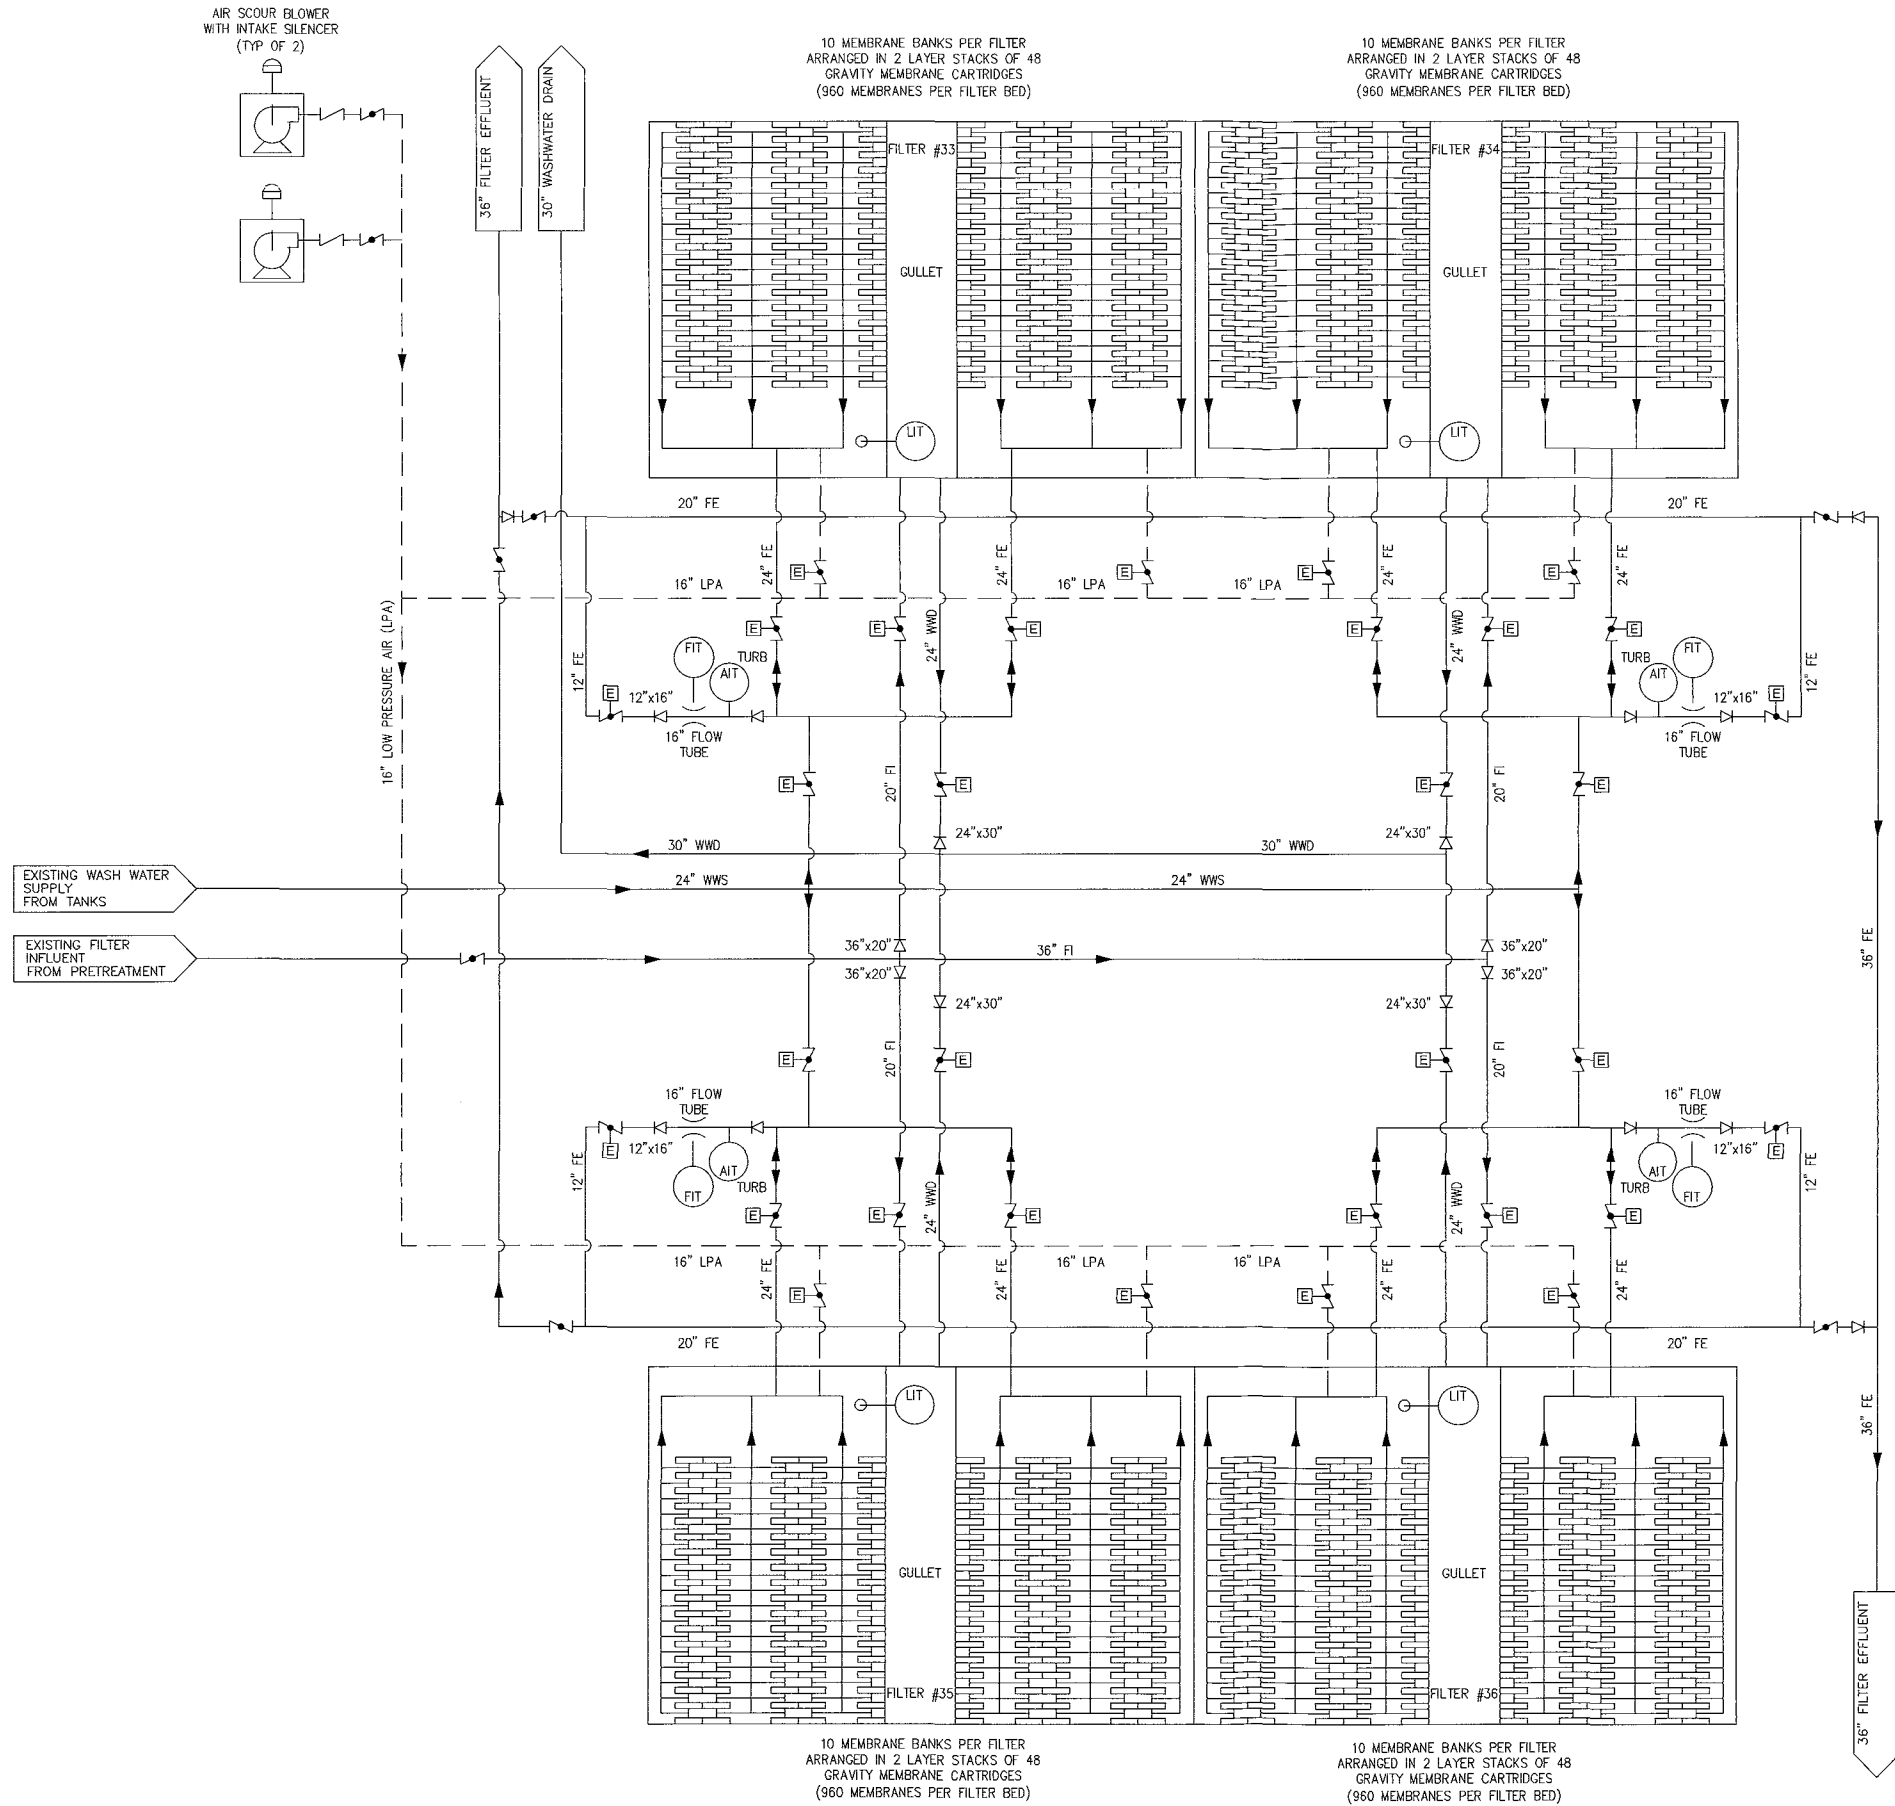 AIR SCOUR BLOWER
WITH INTAKE SILENCER
(TYP OF 2)
36" FILTER EFFLUENT
30" WASHWATER DRAIN
10 MEMBRANE BANKS PER FILTER
ARRANGED IN 2 LAYER STACKS OF 48
GRAVITY MEMBRANE CARTRIDGES
(960 MEMBRANES PER FILTER BED)
10 MEMBRANE BANKS PER FILTER
ARRANGED IN 2 LAYER STACKS OF 48
GRAVITY MEMBRANE CARTRIDGES
(960 MEMBRANES PER FILTER BED)
FILTER #33
FILTER #34
GULLET
GULLET
LIT
LIT
20" FE
20" FE
24" FE
24" FE
24" FE
24" FE
E
E
E
E
16" LPA
16" LPA
16" LPA
16" LOW PRESSURE AIR (LPA)
E
E
E
E
E
E
24" WWD
24" WWD
FIT
AIT
TURB
TURB
AIT
FIT
12" FE
E
12"x16"
12"x16"
E
12" FE
16" FLOW
TUBE
16" FLOW
TUBE
E
20" FI
E
E
20" FI
E
24"x30"
24"x30"
30" WWD
30" WWD
EXISTING WASH WATER
SUPPLY
FROM TANKS
24" WWS
24" WWS
EXISTING FILTER
INFLUENT
FROM PRETREATMENT
36"x20"
36" FI
36"x20"
36"x20"
36"x20"
36" FE
24"x30"
24"x30"
E
20" FI
E
E
20" FI
E
16" FLOW
TUBE
16" FLOW
TUBE
12" FE
E
12"x16"
12"x16"
E
12" FE
AIT
FIT
TURB
TURB
AIT
FIT
24" WWD
24" WWD
E
E
E
E
E
E
16" LPA
16" LPA
16" LPA
24" FE
24" FE
24" FE
24" FE
E
E
E
E
20" FE
20" FE
36" FE
LIT
LIT
GULLET
GULLET
FILTER #35
FILTER #36
36" FILTER EFFLUENT
10 MEMBRANE BANKS PER FILTER
ARRANGED IN 2 LAYER STACKS OF 48
GRAVITY MEMBRANE CARTRIDGES
(960 MEMBRANES PER FILTER BED)
10 MEMBRANE BANKS PER FILTER
ARRANGED IN 2 LAYER STACKS OF 48
GRAVITY MEMBRANE CARTRIDGES
(960 MEMBRANES PER FILTER BED)